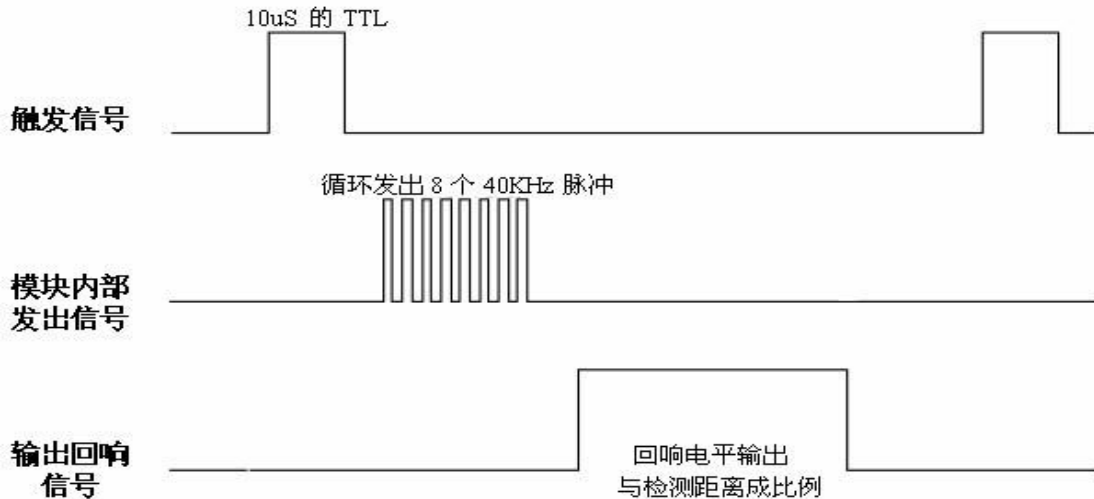 10uS 的 TTL
触发信号
循环发出 8 个 40KHz 脉冲
模块内部
发出信号
输出回响
信号
回响电平输出
与检测距离成比例